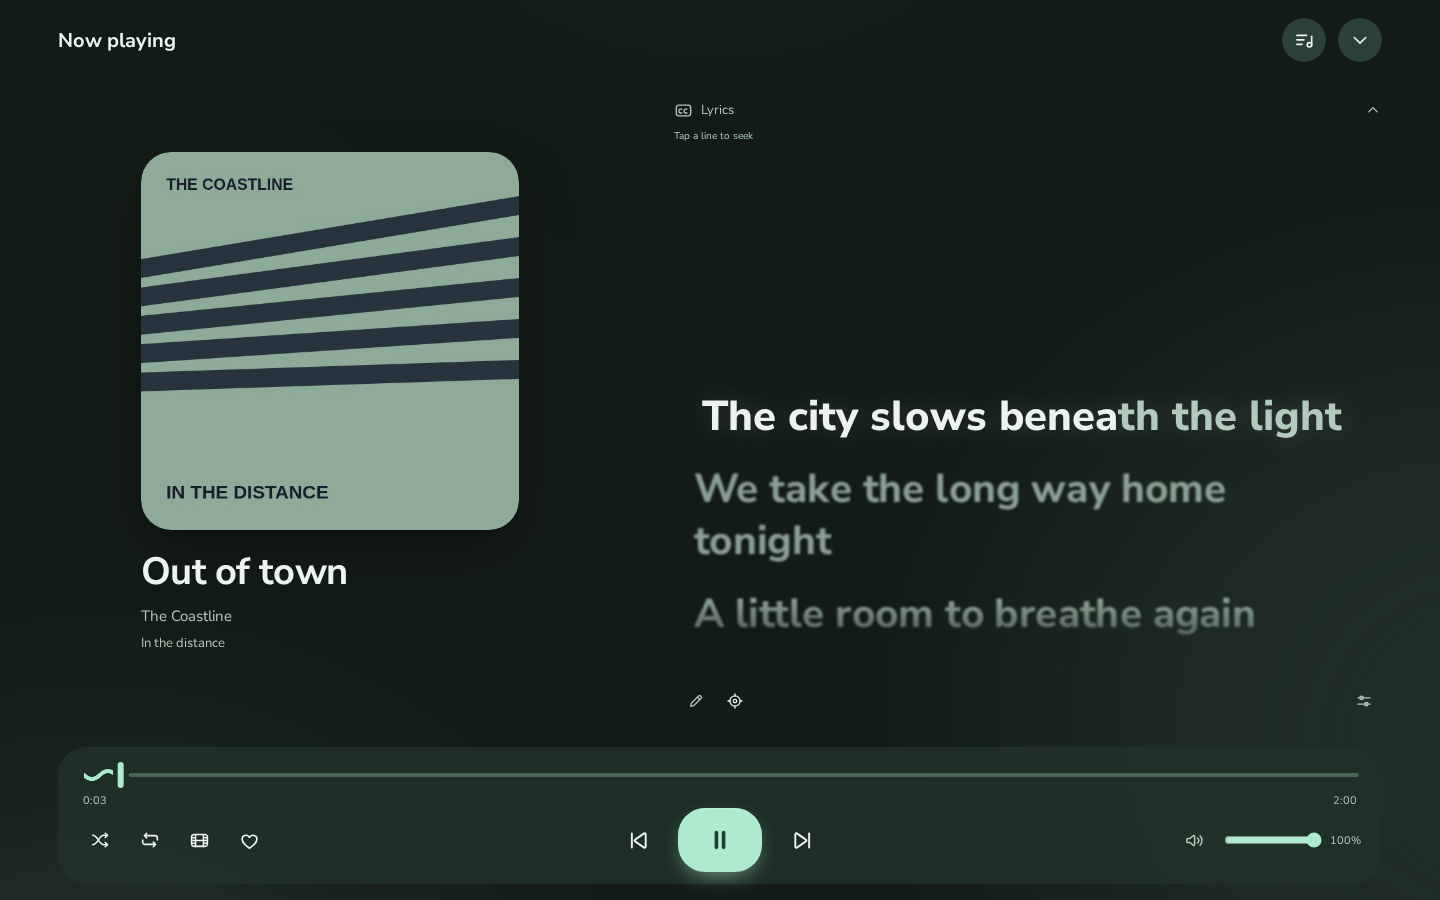 Now playing
Lyrics
Tap a line to seek
THE COASTLINE
IN THE DISTANCE
Out of town
The Coastline
In the distance
The city slows beneath the light
We take the long way home
tonight
A little room to breathe again
0:03
2:00
100%